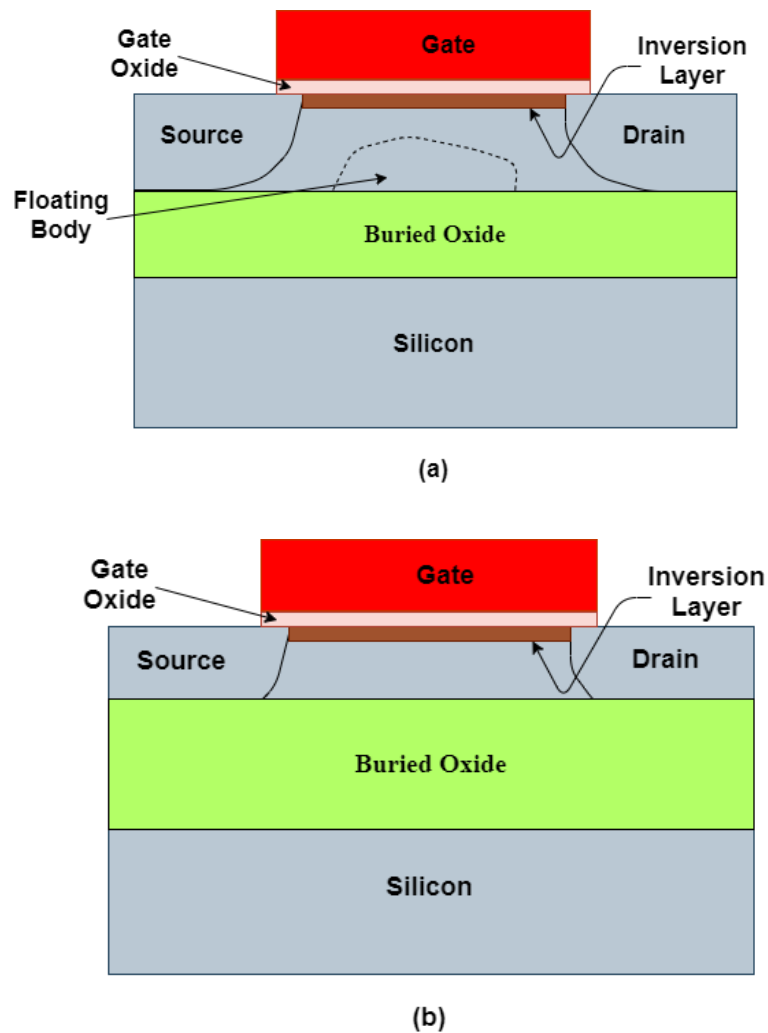 Gate
Oxide
Gate
Inversion
Layer
Source
Drain
Floating
Body
Buried Oxide
Silicon
(a)
Gate
Oxide
Gate
Inversion
Layer
Source
Drain
Buried Oxide
Silicon
(b)